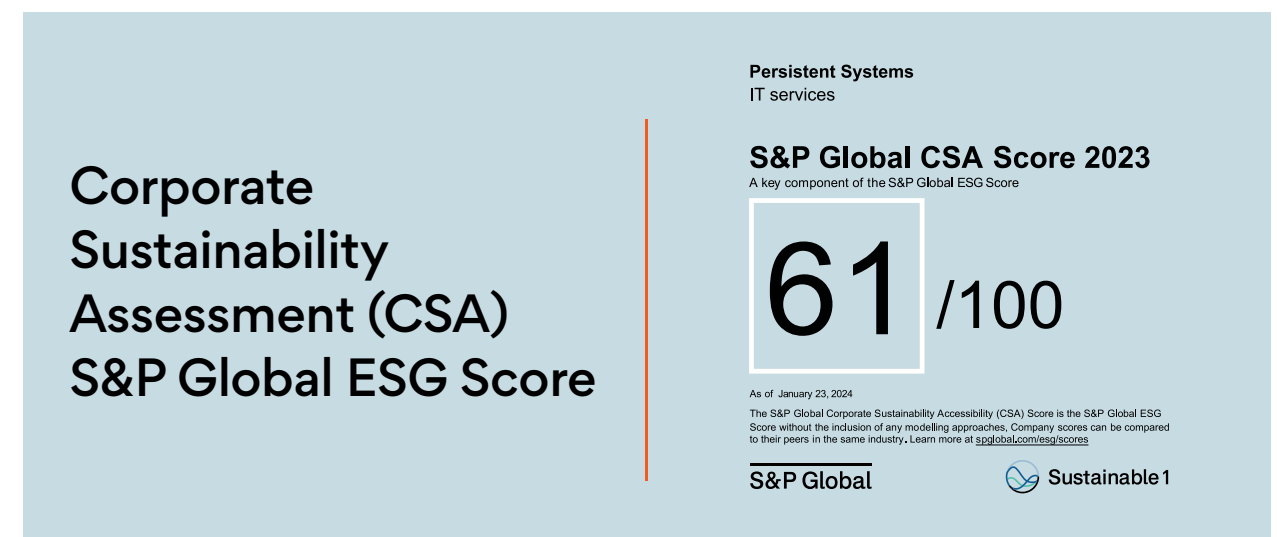 Corporate
Sustainability
Assessment (CSA)
S&P Global ESG Score
Persistent Systems
IT services
S&P Global CSA Score 2023
A key component of the S&P Global ESG Score
61 /100
As of January 23, 2024
The S&P Global Corporate Sustainability Accessibility (CSA) Score is the S&P Global ESG
Score without the inclusion of any modelling approaches, Company scores can be compared
to their peers in the same industry. Learn more at spglobal.com/esg/scores
S&P Global
Sustainable1